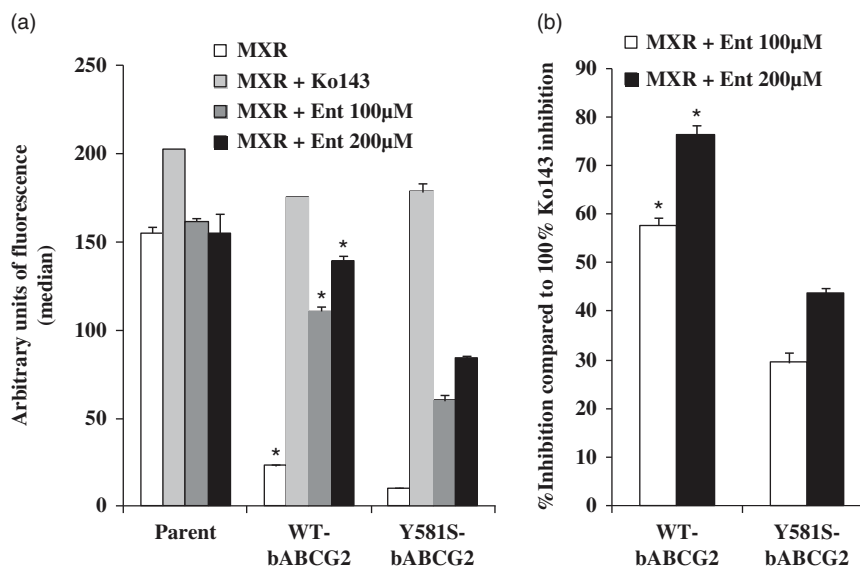 (a)
MXR
MXR + Ko143
MXR + Ent 100µM
MXR + Ent 200µM
Arbitrary units of fluorescence
(median)
250
200
150
100
50
0
*
*
*
Parent
WT-
bABCG2
Y581S-
bABCG2
(b)
MXR + Ent 100µM
MXR + Ent 200µM
%Inhibition compared to 100% Ko143 inhibition
90
80
70
60
50
40
30
20
10
0
*
*
WT-
bABCG2
Y581S-
bABCG2